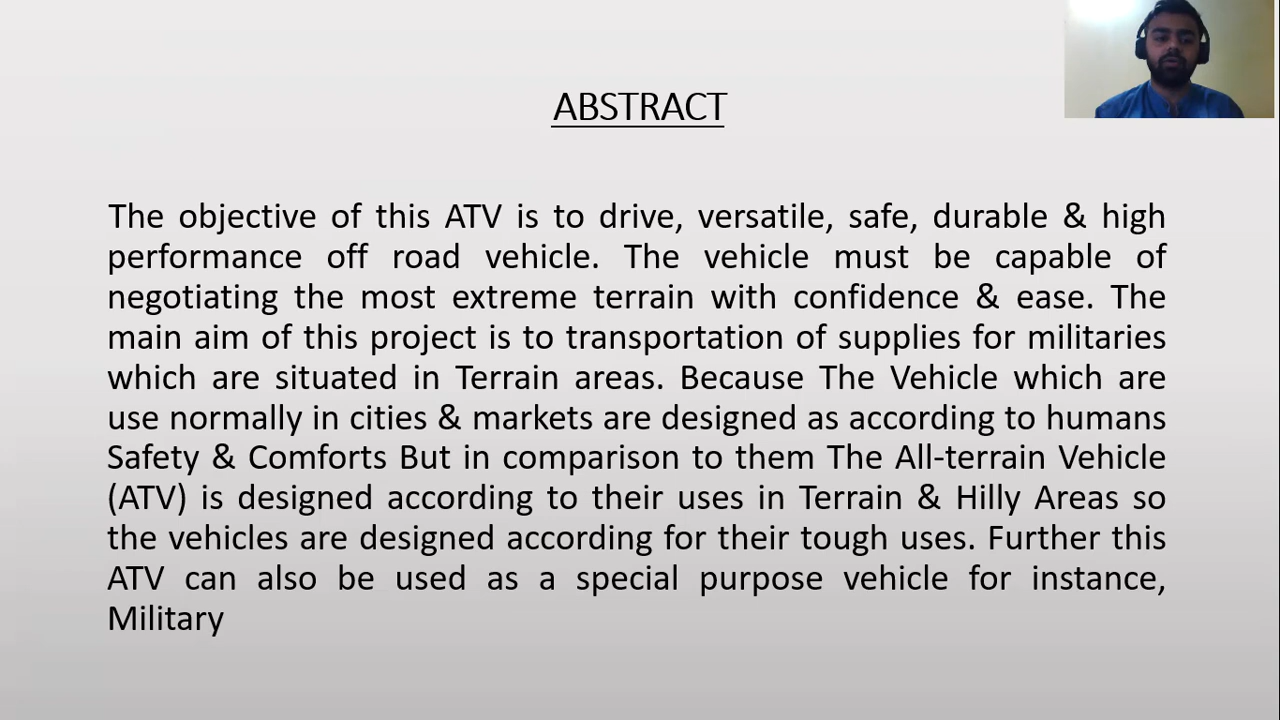 ABSTRACT
The objective of this ATV is to drive, versatile, safe, durable & high
performance off road vehicle. The vehicle must be capable of
negotiating the most extreme terrain with confidence & ease. The
main aim of this project is to transportation of supplies for militaries
which are situated in Terrain areas. Because The Vehicle which are
use normally in cities & markets are designed as according to humans
Safety & Comforts But in comparison to them The All-terrain Vehicle
(ATV) is designed according to their uses in Terrain & Hilly Areas so
the vehicles are designed according for their tough uses. Further this
ATV can also be used as a special purpose vehicle for instance,
Military